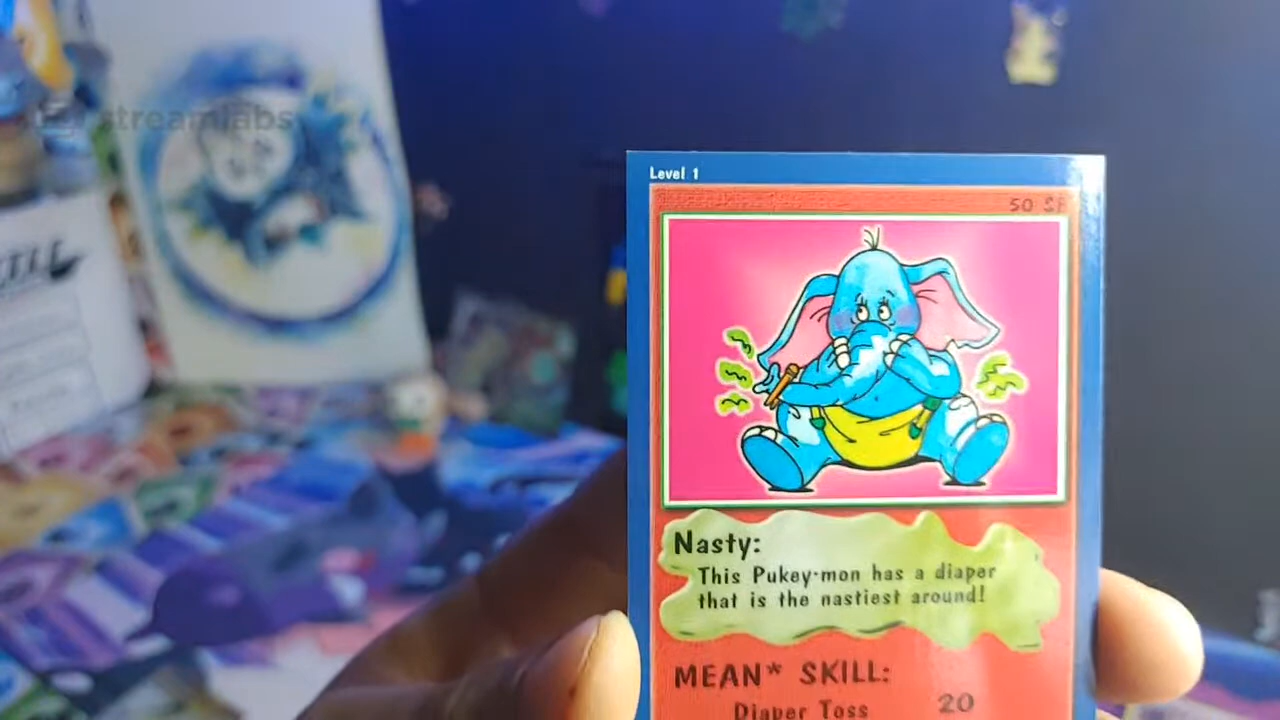 streamlabs
Level 1
50 SP
Nasty:
This Pukey·mon has a diaper
that is the nastiest around!
MEAN* SKILL:
Diaper Toss 20